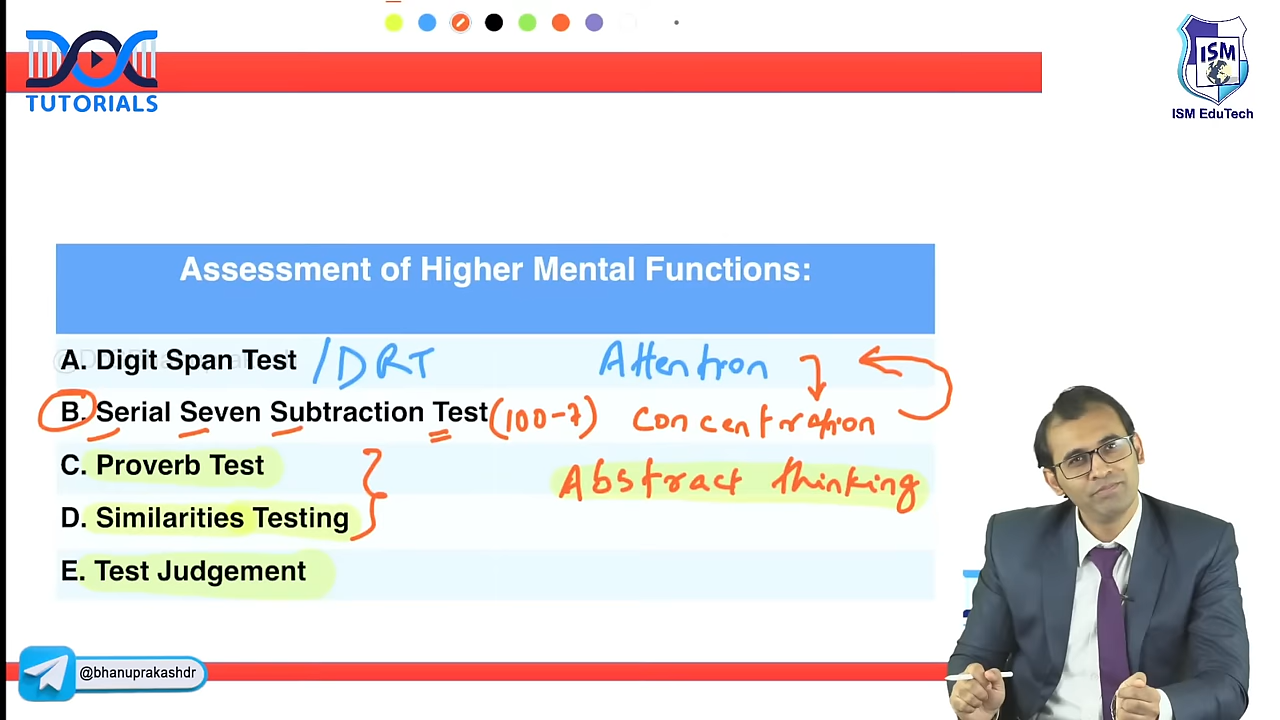 DOC
TUTORIALS
ISM
ISM EduTech
Assessment of Higher Mental Functions:
A. Digit Span Test /DRT Attention
B. Serial Seven Subtraction Test (100-7) concentration
C. Proverb Test
Abstract thinking
D. Similarities Testing
E. Test Judgement
@bhanuprakashdr